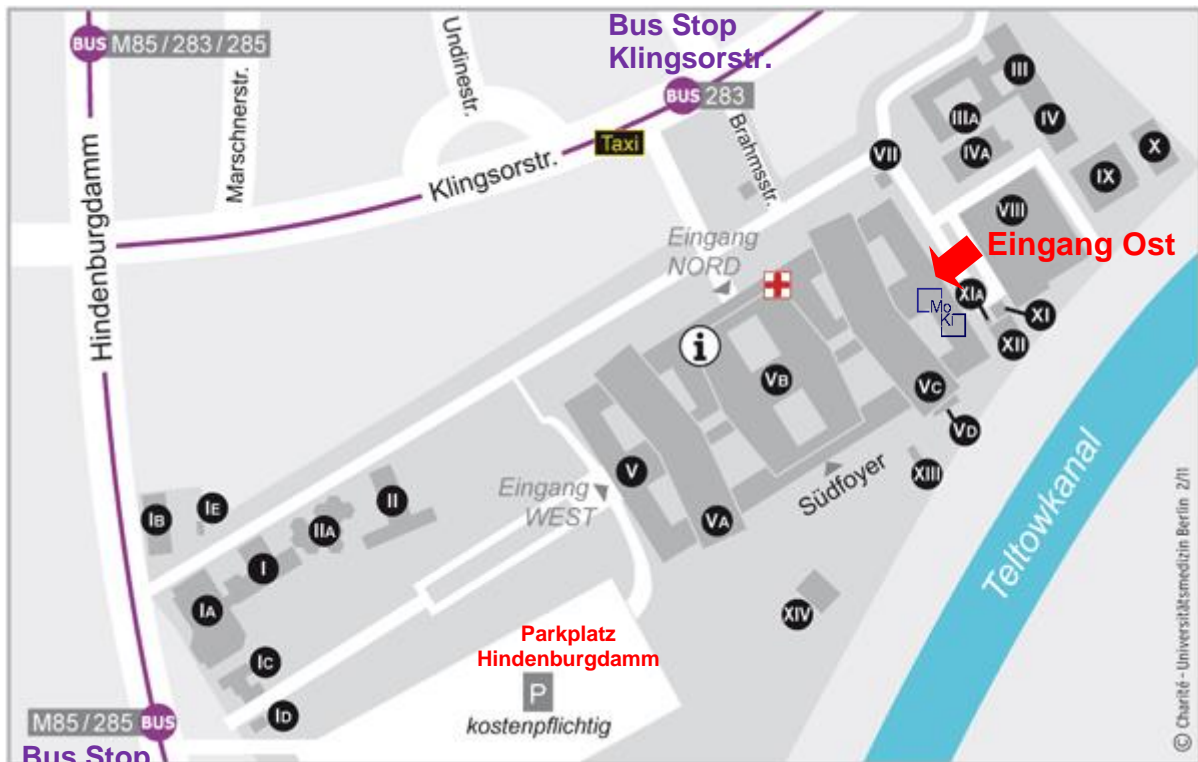 Bus Stop
Klingsorstr.
BUS M85 / 283 / 285
BUS 283
Undinestr.
Marschnerstr.
Hindenburgdamm
Taxi
Klingsorstr.
Brahmsstr.
III
IIIA
IV
IVA
VII
X
IX
VIII
Eingang
NORD
Eingang Ost
Mo
Ki
XIA
XI
XII
i
VB
VC
VD
V
Südfoyer
XIII
Eingang
WEST
VA
II
IE
IB
IIA
I
IA
XIV
Teltowkanal
Parkplatz
Hindenburgdamm
P
kostenpflichtig
IC
ID
M85 / 285 BUS
Bus Stop
© Charité - Universitätsmedizin Berlin 2/11